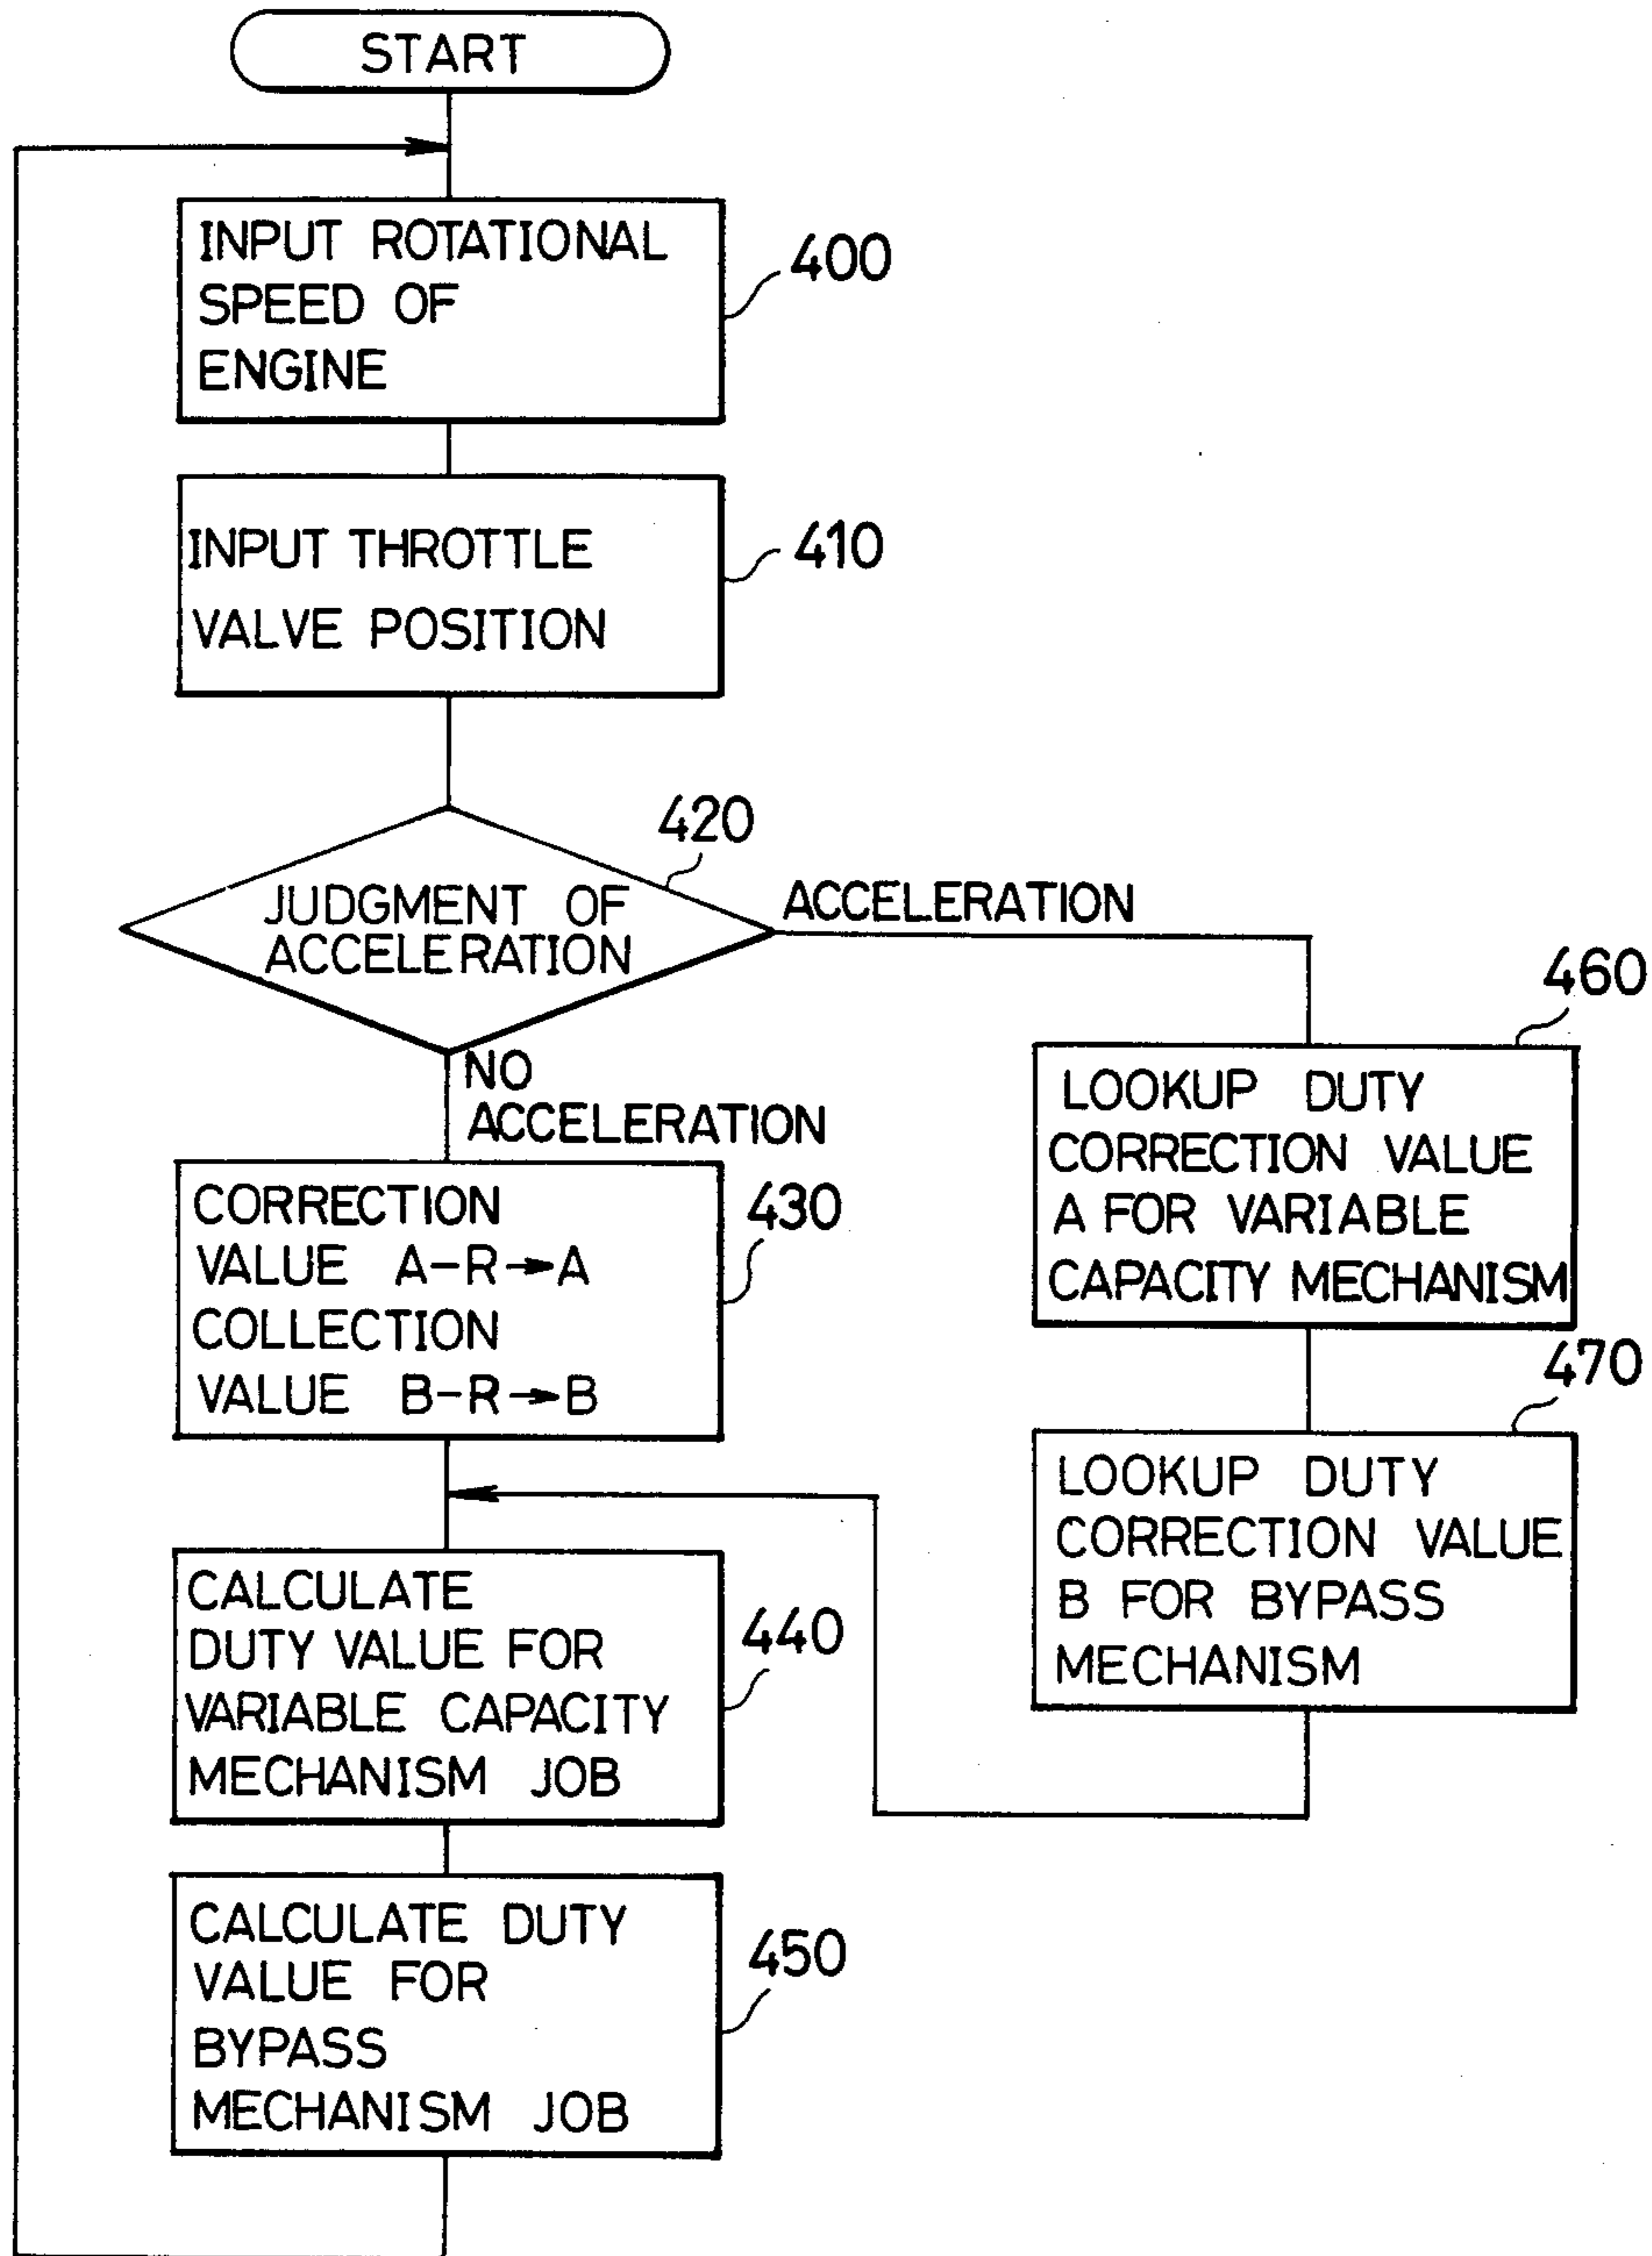 START
INPUT ROTATIONAL
SPEED OF
ENGINE
400
INPUT THROTTLE
VALVE POSITION
410
420
JUDGMENT OF
ACCELERATION
ACCELERATION
NO
ACCELERATION
CORRECTION
VALUE A-R→A
COLLECTION
VALUE B-R→B
430
460
LOOKUP DUTY
CORRECTION VALUE
A FOR VARIABLE
CAPACITY MECHANISM
470
LOOKUP DUTY
CORRECTION VALUE
B FOR BYPASS
MECHANISM
CALCULATE
DUTY VALUE FOR
VARIABLE CAPACITY
MECHANISM JOB
440
CALCULATE DUTY
VALUE FOR
BYPASS
MECHANISM JOB
450